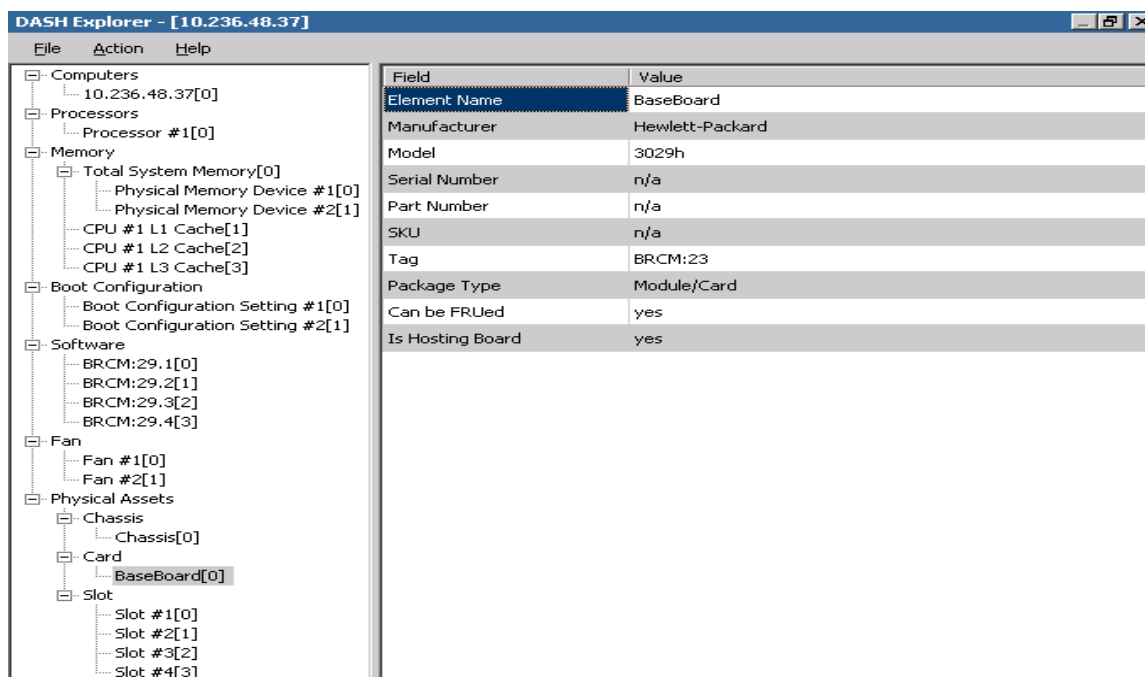 DASH Explorer - [10.236.48.37]
File Action Help
Computers
10.236.48.37[0]
Processors
Processor #1[0]
Memory
Total System Memory[0]
Physical Memory Device #1[0]
Physical Memory Device #2[1]
CPU #1 L1 Cache[1]
CPU #1 L2 Cache[2]
CPU #1 L3 Cache[3]
Boot Configuration
Boot Configuration Setting #1[0]
Boot Configuration Setting #2[1]
Software
BRCM:29.1[0]
BRCM:29.2[1]
BRCM:29.3[2]
BRCM:29.4[3]
Fan
Fan #1[0]
Fan #2[1]
Physical Assets
Chassis
Chassis[0]
Card
BaseBoard[0]
Slot
Slot #1[0]
Slot #2[1]
Slot #3[2]
Slot #4[3]
Field Value
Element Name BaseBoard
Manufacturer Hewlett-Packard
Model 3029h
Serial Number n/a
Part Number n/a
SKU n/a
Tag BRCM:23
Package Type Module/Card
Can be FRUed yes
Is Hosting Board yes